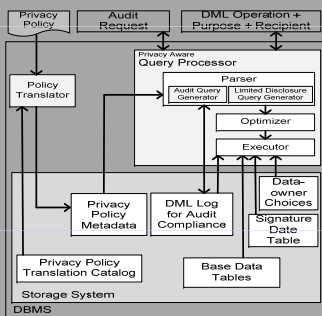 Privacy
Policy
Audit
Request
DML Operation +
Purpose + Recipient
Privacy Aware
Query Processor
Policy
Translator
Parser
Audit Query
Generator
Limited Disclosure
Query Generator
Optimizer
Executor
Data-
owner
Choices
Privacy
Policy
Metadata
DML Log
for Audit
Compliance
Signature
Date
Table
Privacy Policy
Translation Catalog
Base Data
Tables
Storage System
DBMS